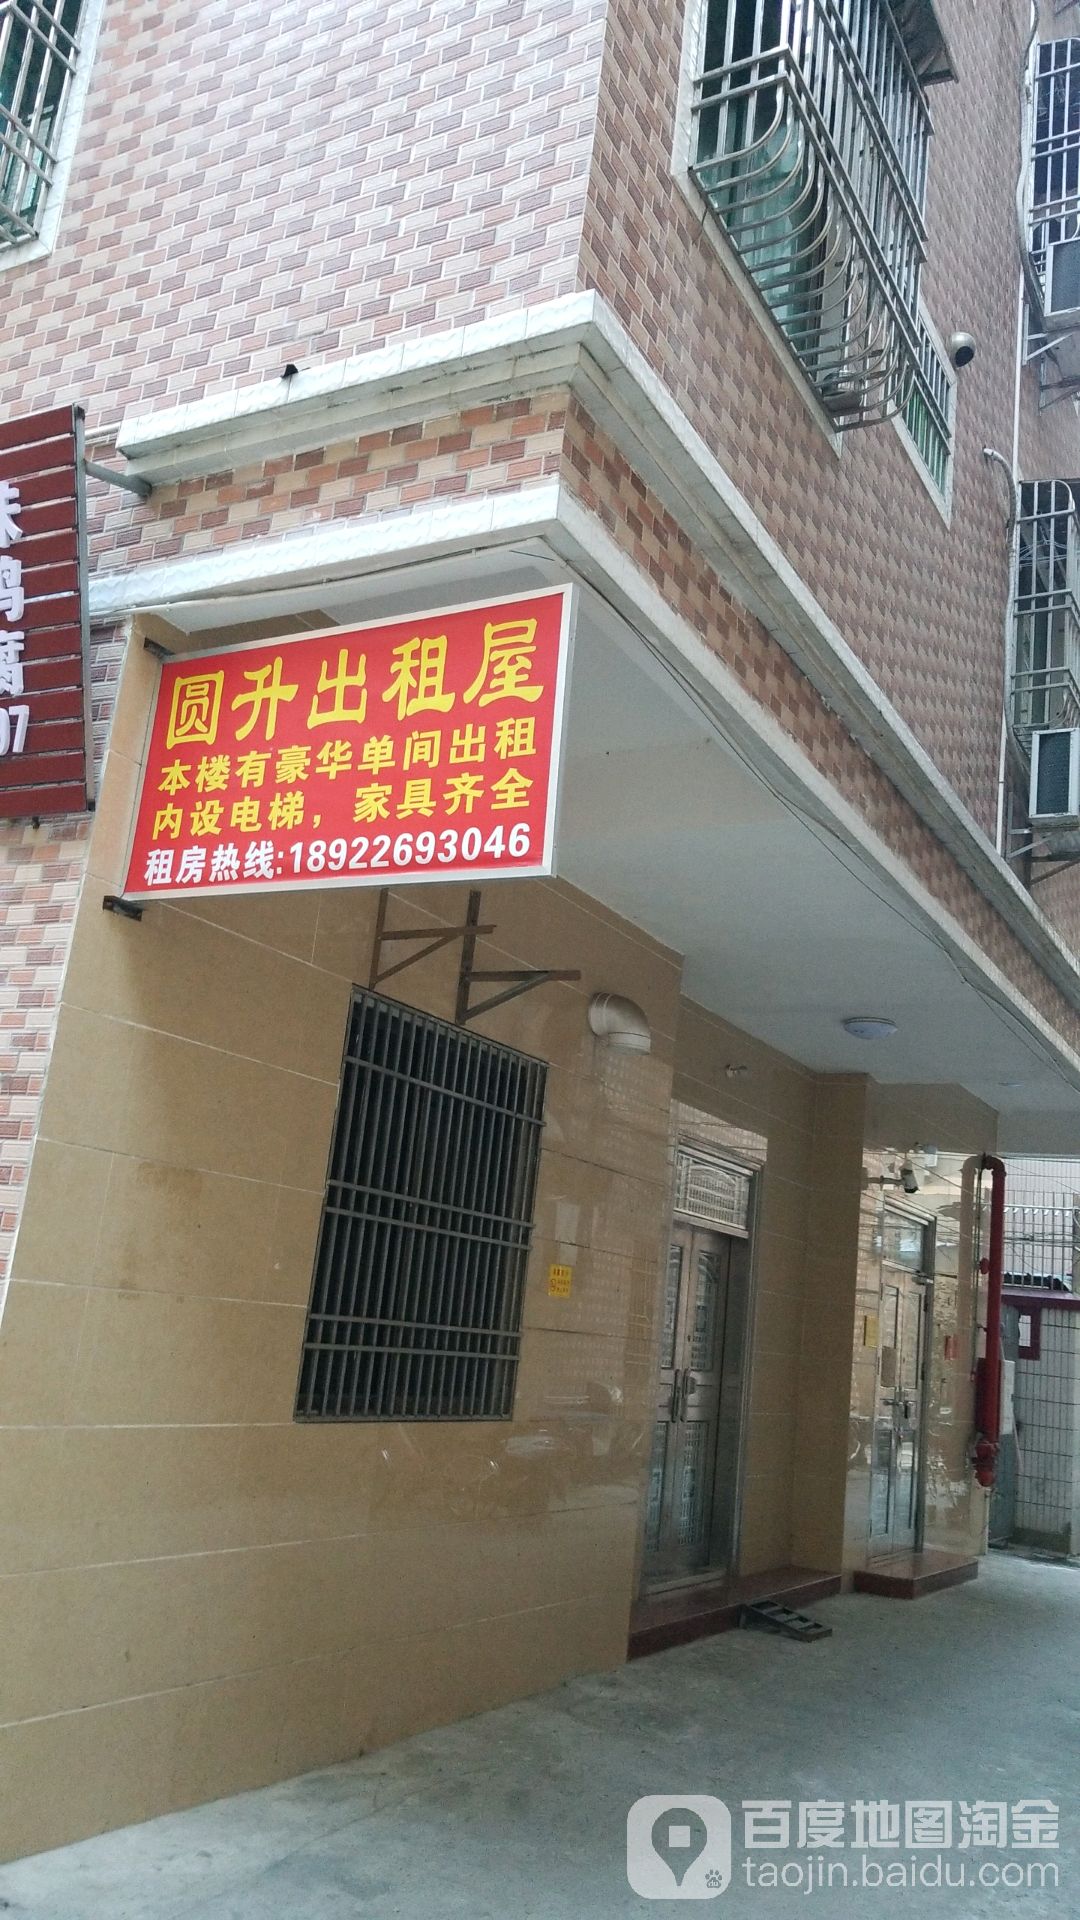 圆升出租屋
本楼有豪华单间出租
内设电梯，家具齐全
租房热线:18922693046
百度地图淘金
taojin.baidu.com